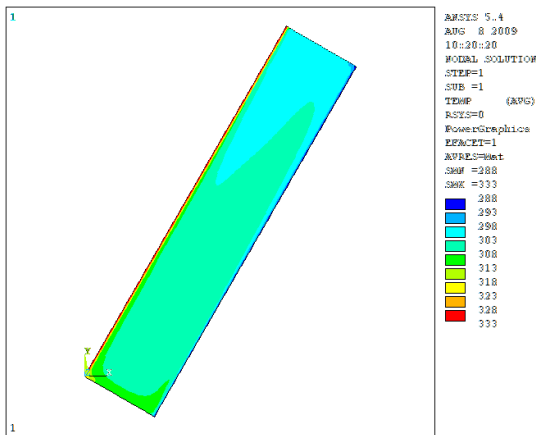 1
ANSYS 5.4
AUG 8 2009
10:20:20
NODAL SOLUTION
STEP=1
SUB =1
TEMP (AVG)
RSYS=0
PowerGraphics
EFACET=1
AVRES=Mat
SMN =288
SMX =333
288
293
298
303
308
313
318
323
328
333
Y
X
1